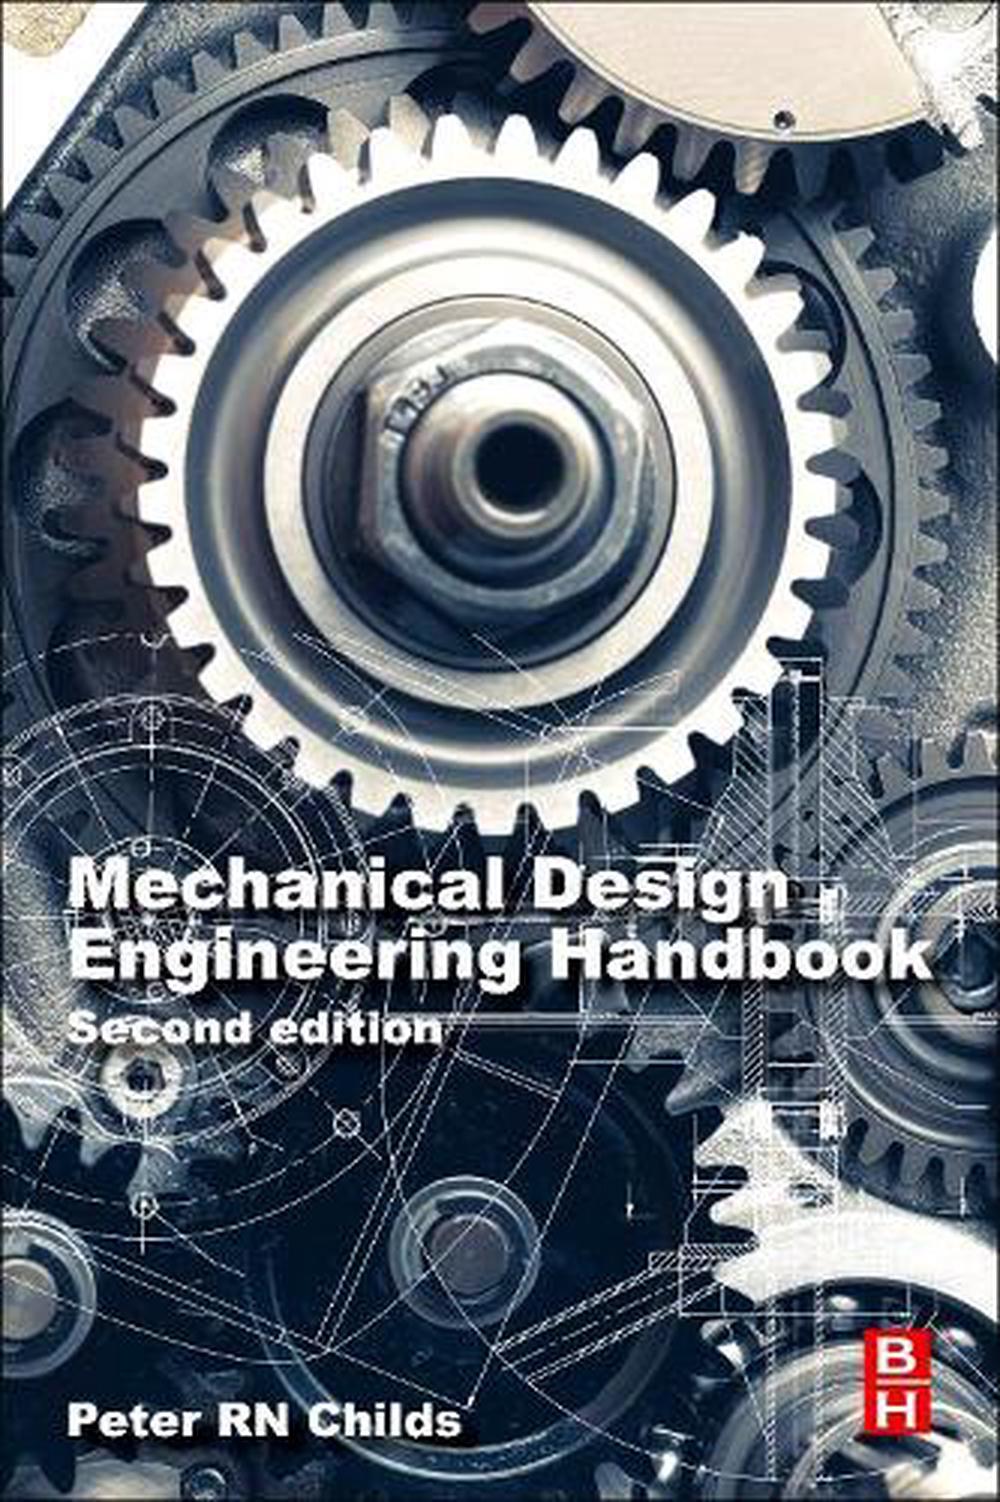 Mechanical Design
Engineering Handbook
Second edition
Peter RN Childs
B
H